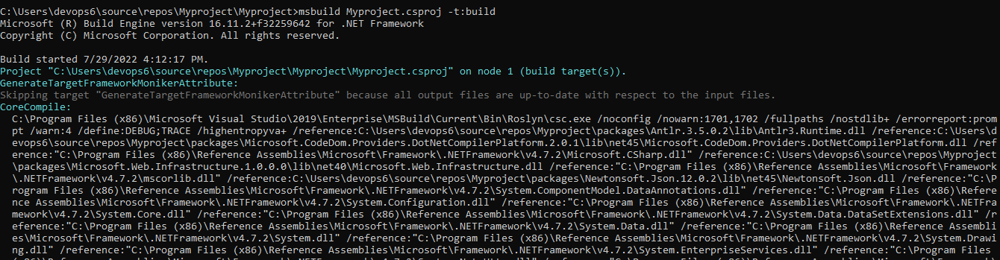 C:\Users\devops6\source\repos\Myproject\Myproject>msbuild Myproject.csproj -t:build
Microsoft (R) Build Engine version 16.11.2+f32259642 for .NET Framework
Copyright (C) Microsoft Corporation. All rights reserved.
Build started 7/29/2022 4:12:17 PM.
Project "C:\Users\devops6\source\repos\Myproject\Myproject\Myproject.csproj" on node 1 (build target(s)).
GenerateTargetFrameworkMonikerAttribute:
Skipping target "GenerateTargetFrameworkMonikerAttribute" because all output files are up-to-date with respect to the input files.
CoreCompile:
C:\Program Files (x86)\Microsoft Visual Studio\2019\Enterprise\MSBuild\Current\Bin\Roslyn\csc.exe /noconfig /nowarn:1701,1702 /fullpaths /nostdlib+ /errorreport:prom
pt /warn:4 /define:DEBUG;TRACE /highentropyva+ /reference:C:\Users\devops6\source\repos\Myproject\packages\Antlr.3.5.0.2\lib\Antlr3.Runtime.dll /reference:C:\Users\d
evops6\source\repos\Myproject\packages\Microsoft.CodeDom.Providers.DotNetCompilerPlatform.2.0.1\lib\net45\Microsoft.CodeDom.Providers.DotNetCompilerPlatform.dll /ref
erence:"C:\Program Files (x86)\Reference Assemblies\Microsoft\Framework\.NETFramework\v4.7.2\Microsoft.CSharp.dll" /reference:C:\Users\devops6\source\repos\Myproject
\packages\Microsoft.Web.Infrastructure.1.0.0.0\lib\net40\Microsoft.Web.Infrastructure.dll /reference:"C:\Program Files (x86)\Reference Assemblies\Microsoft\Framework
\.NETFramework\v4.7.2\mscorlib.dll" /reference:C:\Users\devops6\source\repos\Myproject\packages\Newtonsoft.Json.12.0.2\lib\net45\Newtonsoft.Json.dll /reference:"C:\P
rogram Files (x86)\Reference Assemblies\Microsoft\Framework\.NETFramework\v4.7.2\System.ComponentModel.DataAnnotations.dll" /reference:"C:\Program Files (x86)\Refere
nce Assemblies\Microsoft\Framework\.NETFramework\v4.7.2\System.Configuration.dll" /reference:"C:\Program Files (x86)\Reference Assemblies\Microsoft\Framework\.NETFra
mework\v4.7.2\System.Core.dll" /reference:"C:\Program Files (x86)\Reference Assemblies\Microsoft\Framework\.NETFramework\v4.7.2\System.Data.DataSetExtensions.dll" /r
eference:"C:\Program Files (x86)\Reference Assemblies\Microsoft\Framework\.NETFramework\v4.7.2\System.Data.dll" /reference:"C:\Program Files (x86)\Reference Assembli
es\Microsoft\Framework\.NETFramework\v4.7.2\System.dll" /reference:"C:\Program Files (x86)\Reference Assemblies\Microsoft\Framework\.NETFramework\v4.7.2\System.Drawi
ng.dll" /reference:"C:\Program Files (x86)\Reference Assemblies\Microsoft\Framework\.NETFramework\v4.7.2\System.EnterpriseServices.dll" /reference:"C:\Program Files